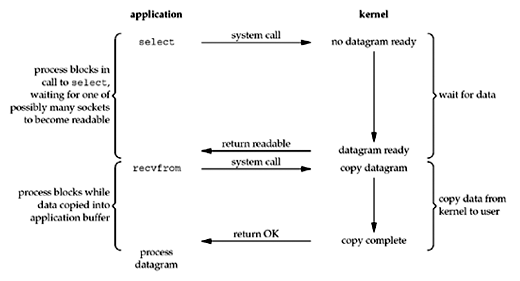 application
kernel
select
system call
no datagram ready
process blocks in
call to select,
waiting for one of
possibly many sockets
to become readable
wait for data
return readable
datagram ready
recvfrom
system call
copy datagram
process blocks while
data copied into
application buffer
copy data from
kernel to user
return OK
copy complete
process
datagram